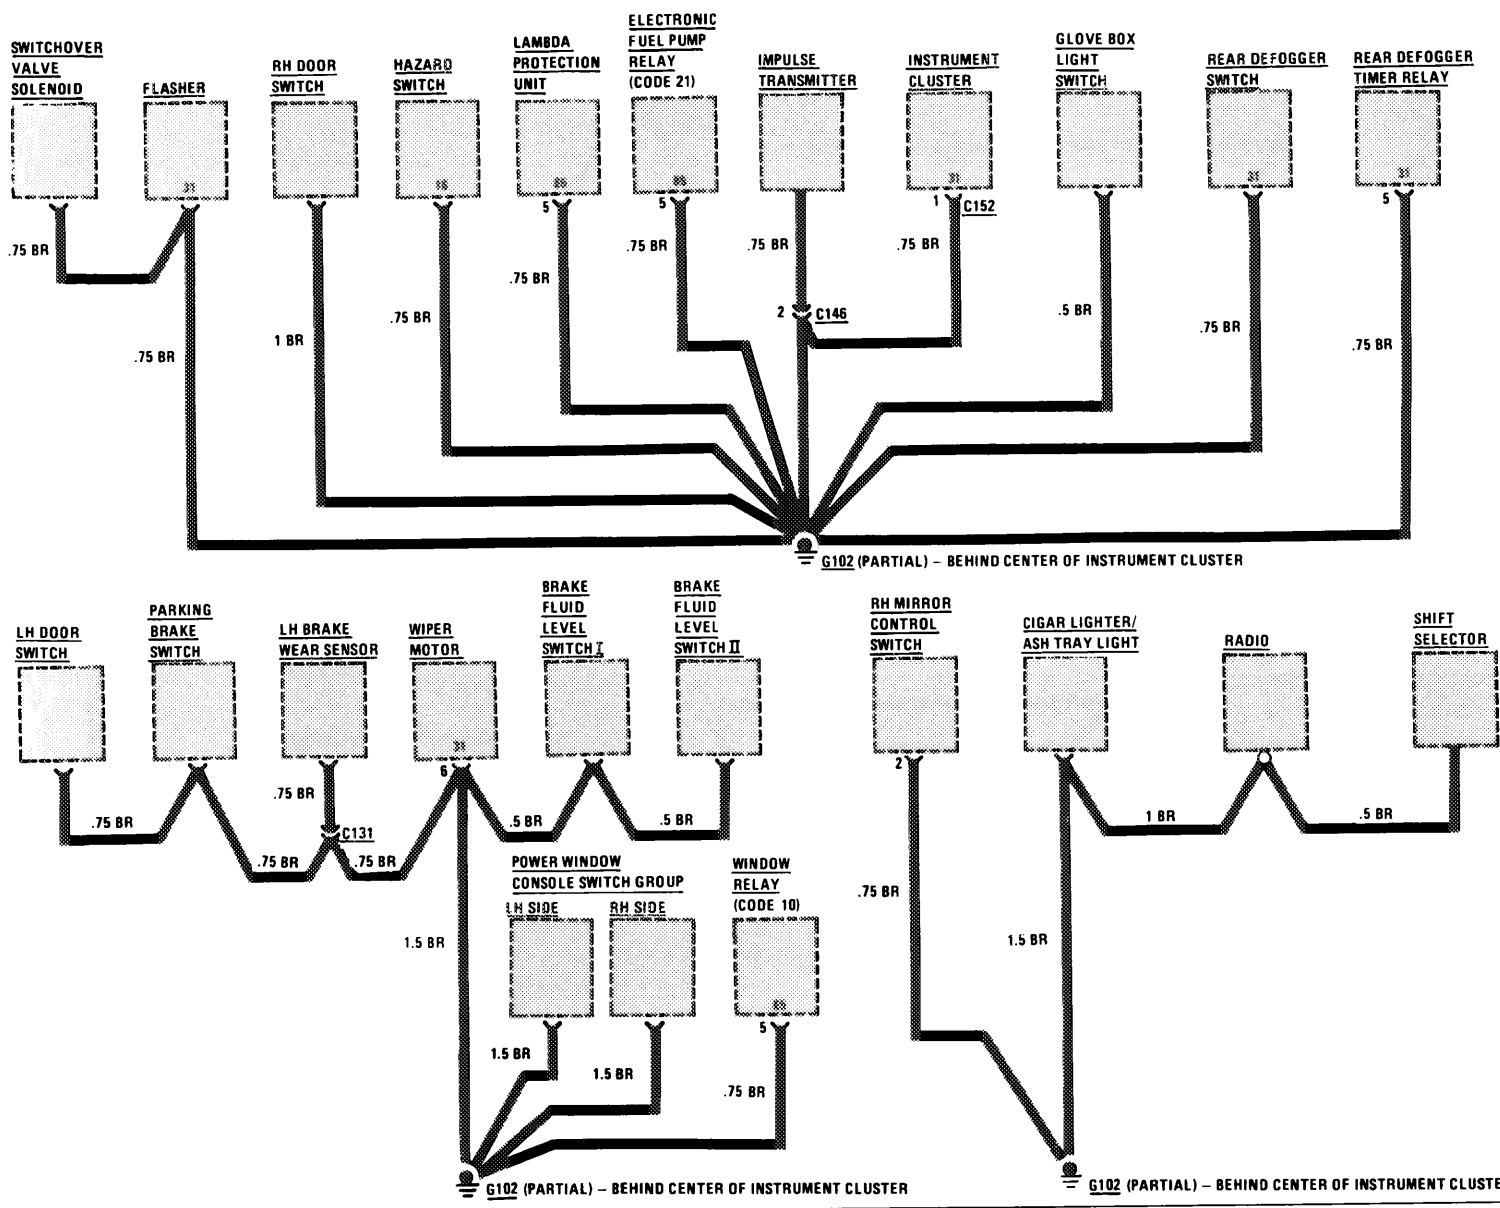 SWITCHOVER
VALVE
SOLENOID
FLASHER
RH DOOR
SWITCH
HAZARD
SWITCH
LAMBDA
PROTECTION
UNIT
ELECTRONIC
FUEL PUMP
RELAY
(CODE 21)
IMPULSE
TRANSMITTER
INSTRUMENT
CLUSTER
GLOVE BOX
LIGHT
SWITCH
REAR DEFOGGER
SWITCH
REAR DEFOGGER
TIMER RELAY
31
31
31
31
5
5
1
C152
5
.75 BR
.75 BR
1 BR
.75 BR
.75 BR
.75 BR
.75 BR
.75 BR
.5 BR
.75 BR
.75 BR
2
C146
G102 (PARTIAL) – BEHIND CENTER OF INSTRUMENT CLUSTER
LH DOOR
SWITCH
PARKING
BRAKE
SWITCH
LH BRAKE
WEAR SENSOR
WIPER
MOTOR
BRAKE
FLUID
LEVEL
SWITCH I
BRAKE
FLUID
LEVEL
SWITCH II
RH MIRROR
CONTROL
SWITCH
CIGAR LIGHTER/
ASH TRAY LIGHT
RADIO
SHIFT
SELECTOR
31
6
2
.75 BR
.75 BR
C131
.75 BR
.75 BR
.5 BR
.5 BR
1 BR
.5 BR
POWER WINDOW
CONSOLE SWITCH GROUP
LH SIDE
RH SIDE
WINDOW
RELAY
(CODE 10)
.75 BR
1.5 BR
1.5 BR
5
1.5 BR
1.5 BR
.75 BR
G102 (PARTIAL) – BEHIND CENTER OF INSTRUMENT CLUSTER
G102 (PARTIAL) – BEHIND CENTER OF INSTRUMENT CLUSTE